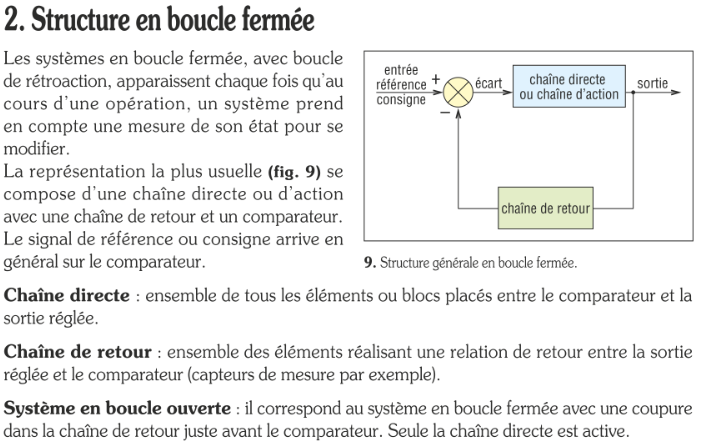 2. Structure en boucle fermée
Les systèmes en boucle fermée, avec boucle
de rétroaction, apparaissent chaque fois qu'au
cours d'une opération, un système prend
en compte une mesure de son état pour se
modifier.
La représentation la plus usuelle (fig. 9) se
compose d'une chaîne directe ou d'action
avec une chaîne de retour et un comparateur.
Le signal de référence ou consigne arrive en
général sur le comparateur.
entrée
référence
consigne
+
−
écart
chaîne directe
ou chaîne d'action
sortie
chaîne de retour
9. Structure générale en boucle fermée.
Chaîne directe : ensemble de tous les éléments ou blocs placés entre le comparateur et la
sortie réglée.
Chaîne de retour : ensemble des éléments réalisant une relation de retour entre la sortie
réglée et le comparateur (capteurs de mesure par exemple).
Système en boucle ouverte : il correspond au système en boucle fermée avec une coupure
dans la chaîne de retour juste avant le comparateur. Seule la chaîne directe est active.